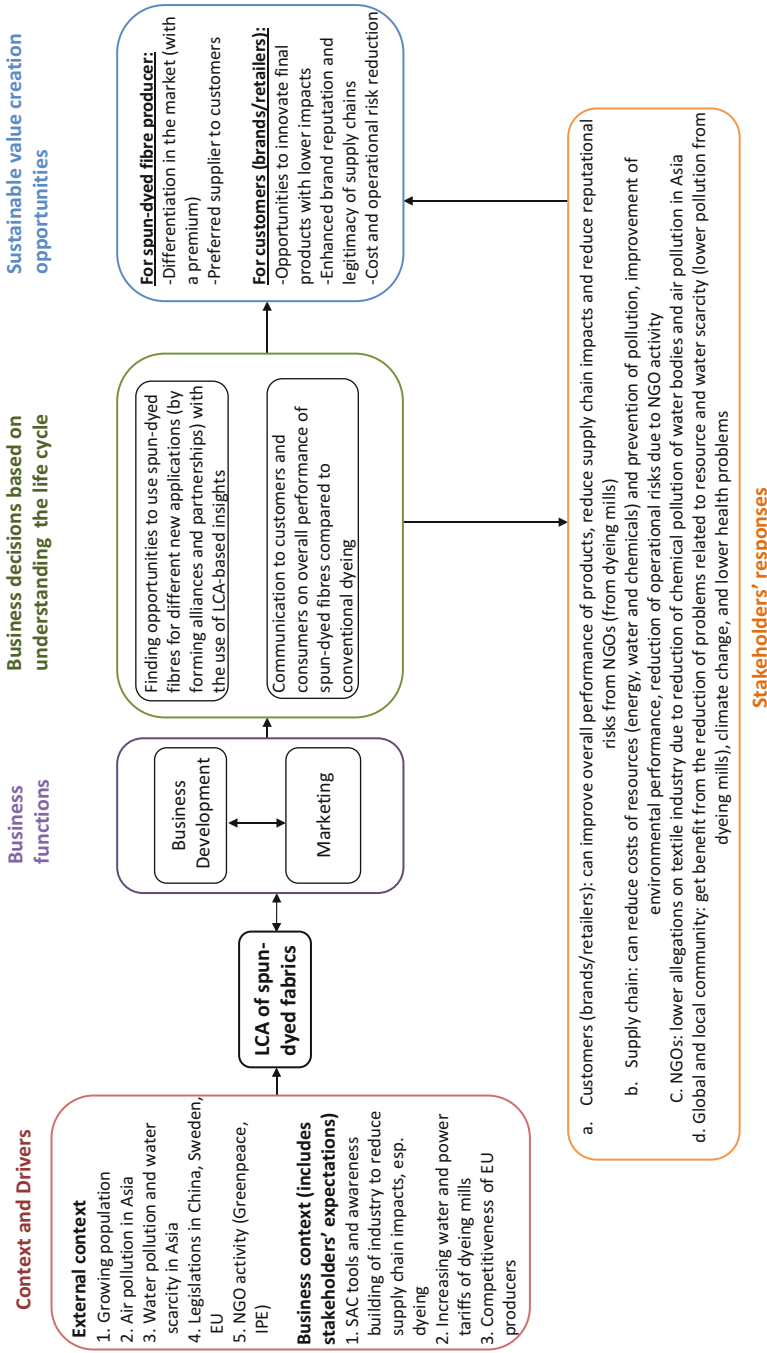 Context and Drivers
External context
1. Growing population
2. Air pollution in Asia
3. Water pollution and water
scarcity in Asia
4. Legislations in China, Sweden,
EU
5. NGO activity (Greenpeace,
IPE)
Business context (includes
stakeholders' expectations)
1. SAC tools and awareness
building of industry to reduce
supply chain impacts, esp.
dyeing
2. Increasing water and power
tariffs of dyeing mills
3. Competitiveness of EU
producers
LCA of spun-
dyed fabrics
Business
functions
Business
Development
Marketing
Business decisions based on
understanding the life cycle
Finding opportunities to use spun-dyed
fibres for different new applications (by
forming alliances and partnerships) with
the use of LCA-based insights
Communication to customers and
consumers on overall performance of
spun-dyed fibres compared to
conventional dyeing
Sustainable value creation
opportunities
For spun-dyed fibre producer:
-Differentiation in the market (with
a premium)
-Preferred supplier to customers
For customers (brands/retailers):
-Opportunities to innovate final
products with lower impacts
-Enhanced brand reputation and
legitimacy of supply chains
-Cost and operational risk reduction
a. Customers (brands/retailers): can improve overall performance of products, reduce supply chain impacts and reduce reputational
risks from NGOs (from dyeing mills)
b. Supply chain: can reduce costs of resources (energy, water and chemicals) and prevention of pollution, improvement of
environmental performance, reduction of operational risks due to NGO activity
C. NGOs: lower allegations on textile industry due to reduction of chemical pollution of water bodies and air pollution in Asia
d. Global and local community: get benefit from the reduction of problems related to resource and water scarcity (lower pollution from
dyeing mills), climate change, and lower health problems
Stakeholders' responses